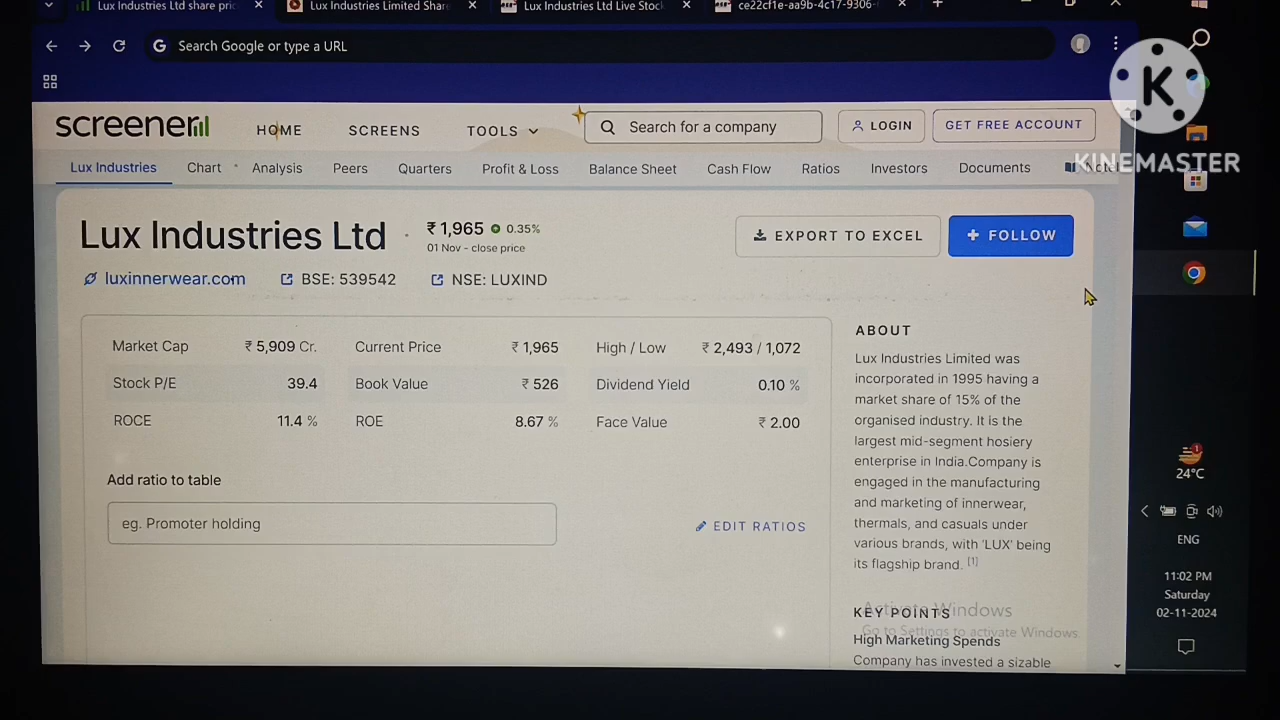 Lux Industries Ltd share pri
Lux Industries Limited Share
Lux Industries Ltd Live Stoc
ce22cf1e-aa9b-4c17-9306-
Search Google or type a URL
screener
HOME
SCREENS
TOOLS
Search for a company
LOGIN
GET FREE ACCOUNT
K
KINEMASTER
Lux Industries
Chart
Analysis
Peers
Quarters
Profit & Loss
Balance Sheet
Cash Flow
Ratios
Investors
Documents
Lux Industries Ltd
₹ 1,965 0.35%
01 Nov - close price
EXPORT TO EXCEL
+ FOLLOW
luxinnerwear.com
BSE: 539542
NSE: LUXIND
Market Cap ₹ 5,909 Cr.
Current Price ₹ 1,965
High / Low ₹ 2,493 / 1,072
Stock P/E 39.4
Book Value ₹ 526
Dividend Yield 0.10 %
ROCE 11.4 %
ROE 8.67 %
Face Value ₹ 2.00
Add ratio to table
eg. Promoter holding
EDIT RATIOS
ABOUT
Lux Industries Limited was
incorporated in 1995 having a
market share of 15% of the
organised industry. It is the
largest mid-segment hosiery
enterprise in India.Company is
engaged in the manufacturing
and marketing of innerwear,
thermals, and casuals under
various brands, with 'LUX' being
its flagship brand. [1]
KEY POINTS
Activate Windows
Go to Settings to activate Windows.
High Marketing Spends
Company has invested a sizable
1
24°C
ENG
11:02 PM
Saturday
02-11-2024